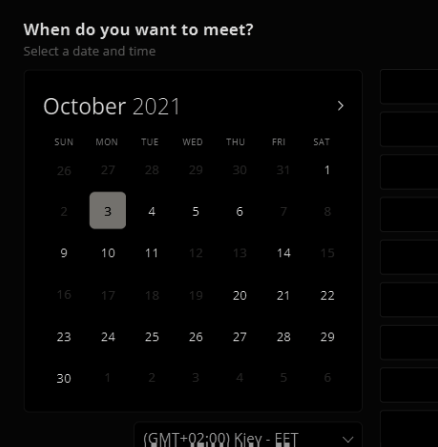 When do you want to meet?
Select a date and time
October 2021
SUN MON TUE WED THU FRI SAT
26 27 28 29 30 31 1
2 3 4 5 6 7 8
9 10 11 12 13 14 15
16 17 18 19 20 21 22
23 24 25 26 27 28 29
30 1 2 3 4 5 6
(GMT+02:00) Kiev - EET